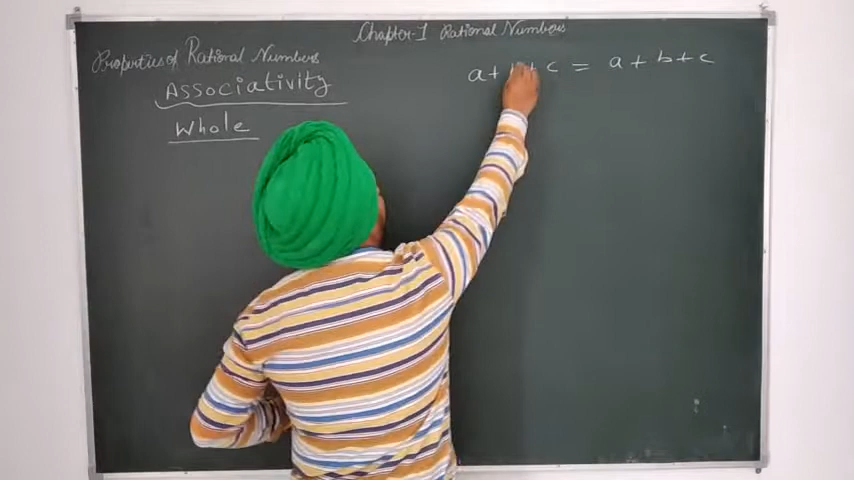 Chapter-1 Rational Numbers
Properties of Rational Numbers
Associativity
Whole
a + b + c = a + b + c